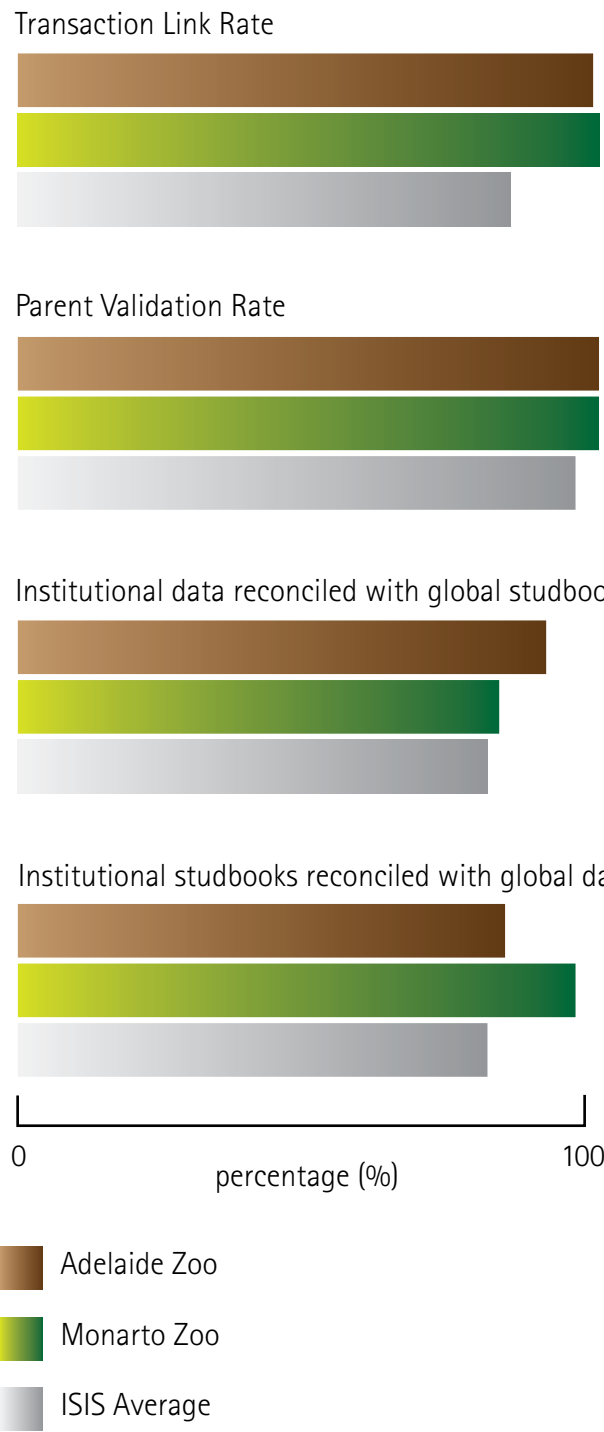 Transaction Link Rate
Parent Validation Rate
Institutional data reconciled with global
Institutional studbooks reconciled with global
0
100
percentage (%)
Adelaide Zoo
Monarto Zoo
ISIS Average